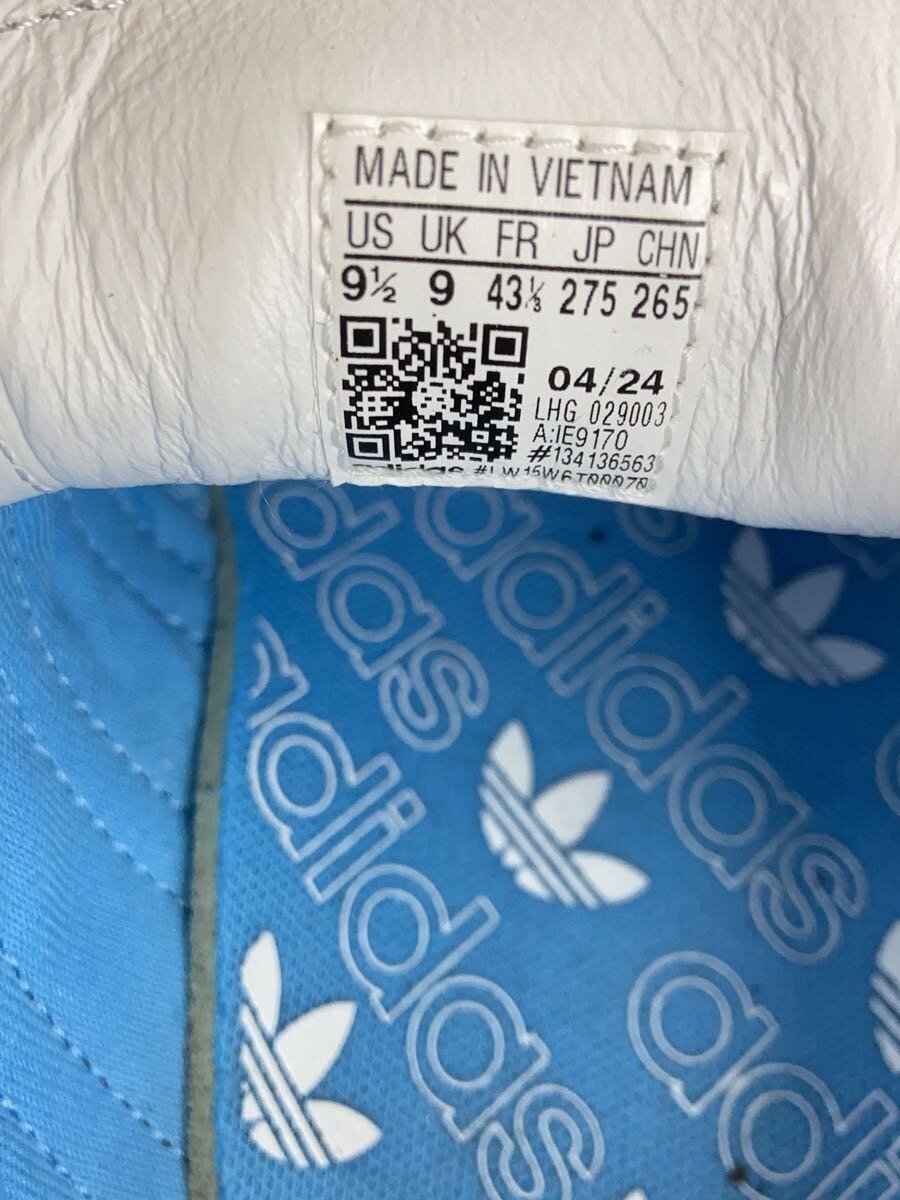 MADE IN VIETNAM
US UK FR JP CHN
9½ 9 43⅓ 275 265
04/24
LHG 029003
A:IE9170
#134136563
adidas #LW15W6T00070
adidas
adidas
adidas
adidas